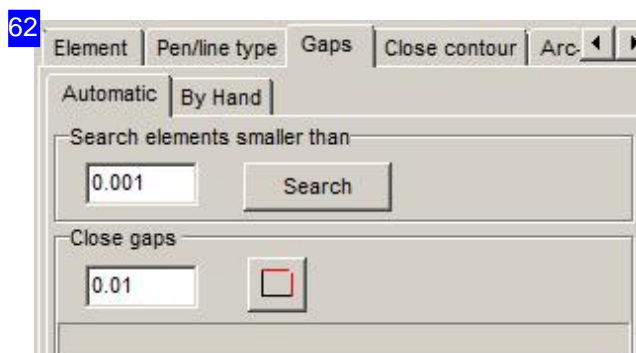 62
Element Pen/line type Gaps Close contour Arc-
Automatic By Hand
Search elements smaller than
0.001 Search
Close gaps
0.01